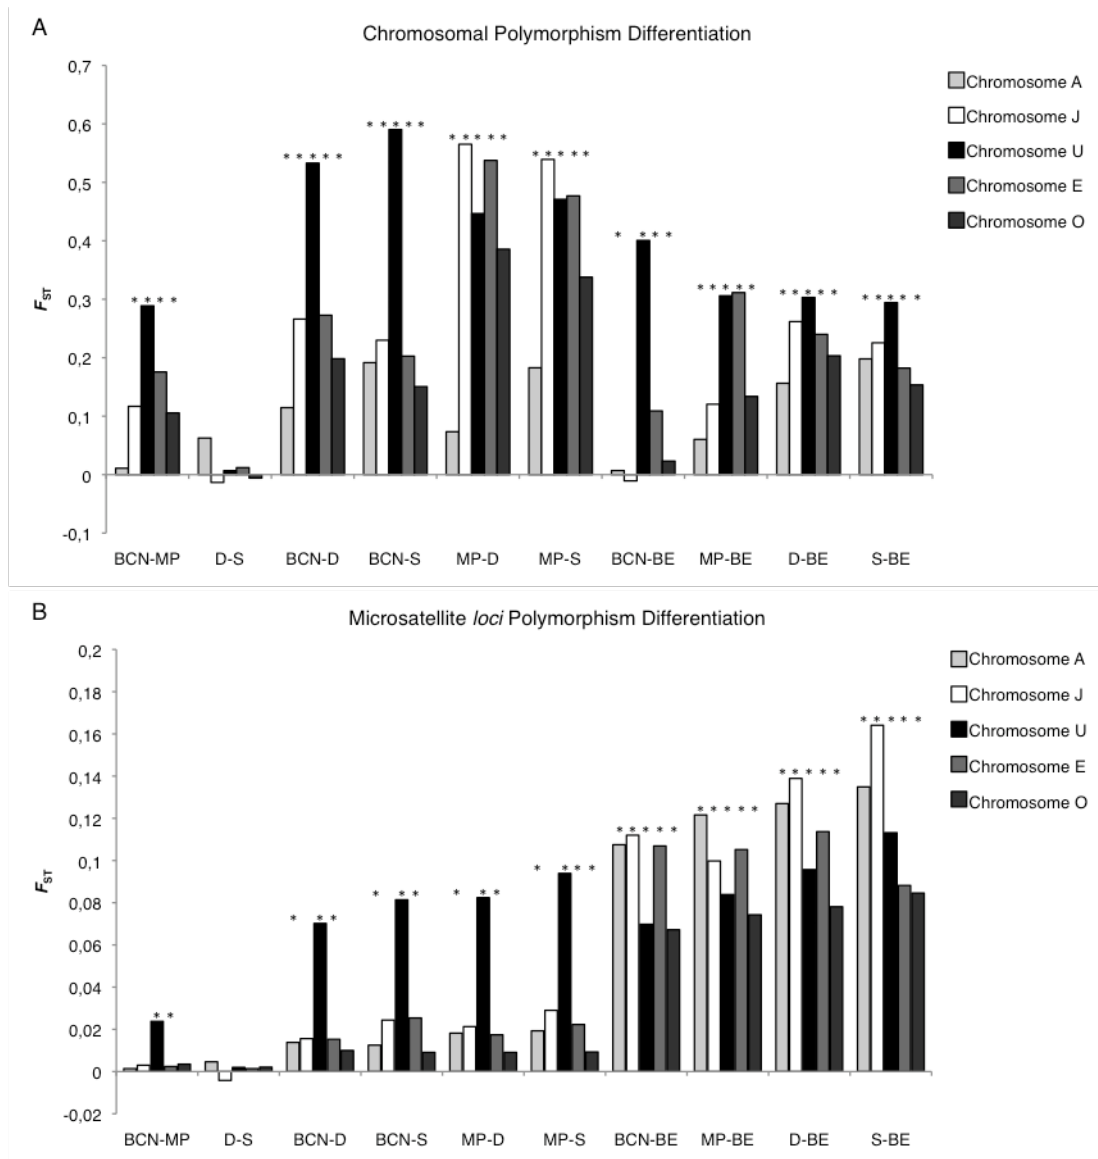 A
Chromosomal Polymorphism Differentiation
0,7
0,6
0,5
0,4
0,3
0,2
0,1
0
-0,1
FST
* * * *
* * * * *
* * * * *
* * * * *
* * * * *
* * * *
* * * * *
* * * * *
* * * * *
BCN-MP D-S BCN-D BCN-S MP-D MP-S BCN-BE MP-BE D-BE S-BE
Chromosome A
Chromosome J
Chromosome U
Chromosome E
Chromosome O
B
Microsatellite loci Polymorphism Differentiation
0,2
0,18
0,16
0,14
0,12
0,1
0,08
0,06
0,04
0,02
0
-0,02
FST
* *
* * *
* * *
* * *
* * * *
* * * * *
* * * * *
* * * * *
* * * * *
BCN-MP D-S BCN-D BCN-S MP-D MP-S BCN-BE MP-BE D-BE S-BE
Chromosome A
Chromosome J
Chromosome U
Chromosome E
Chromosome O